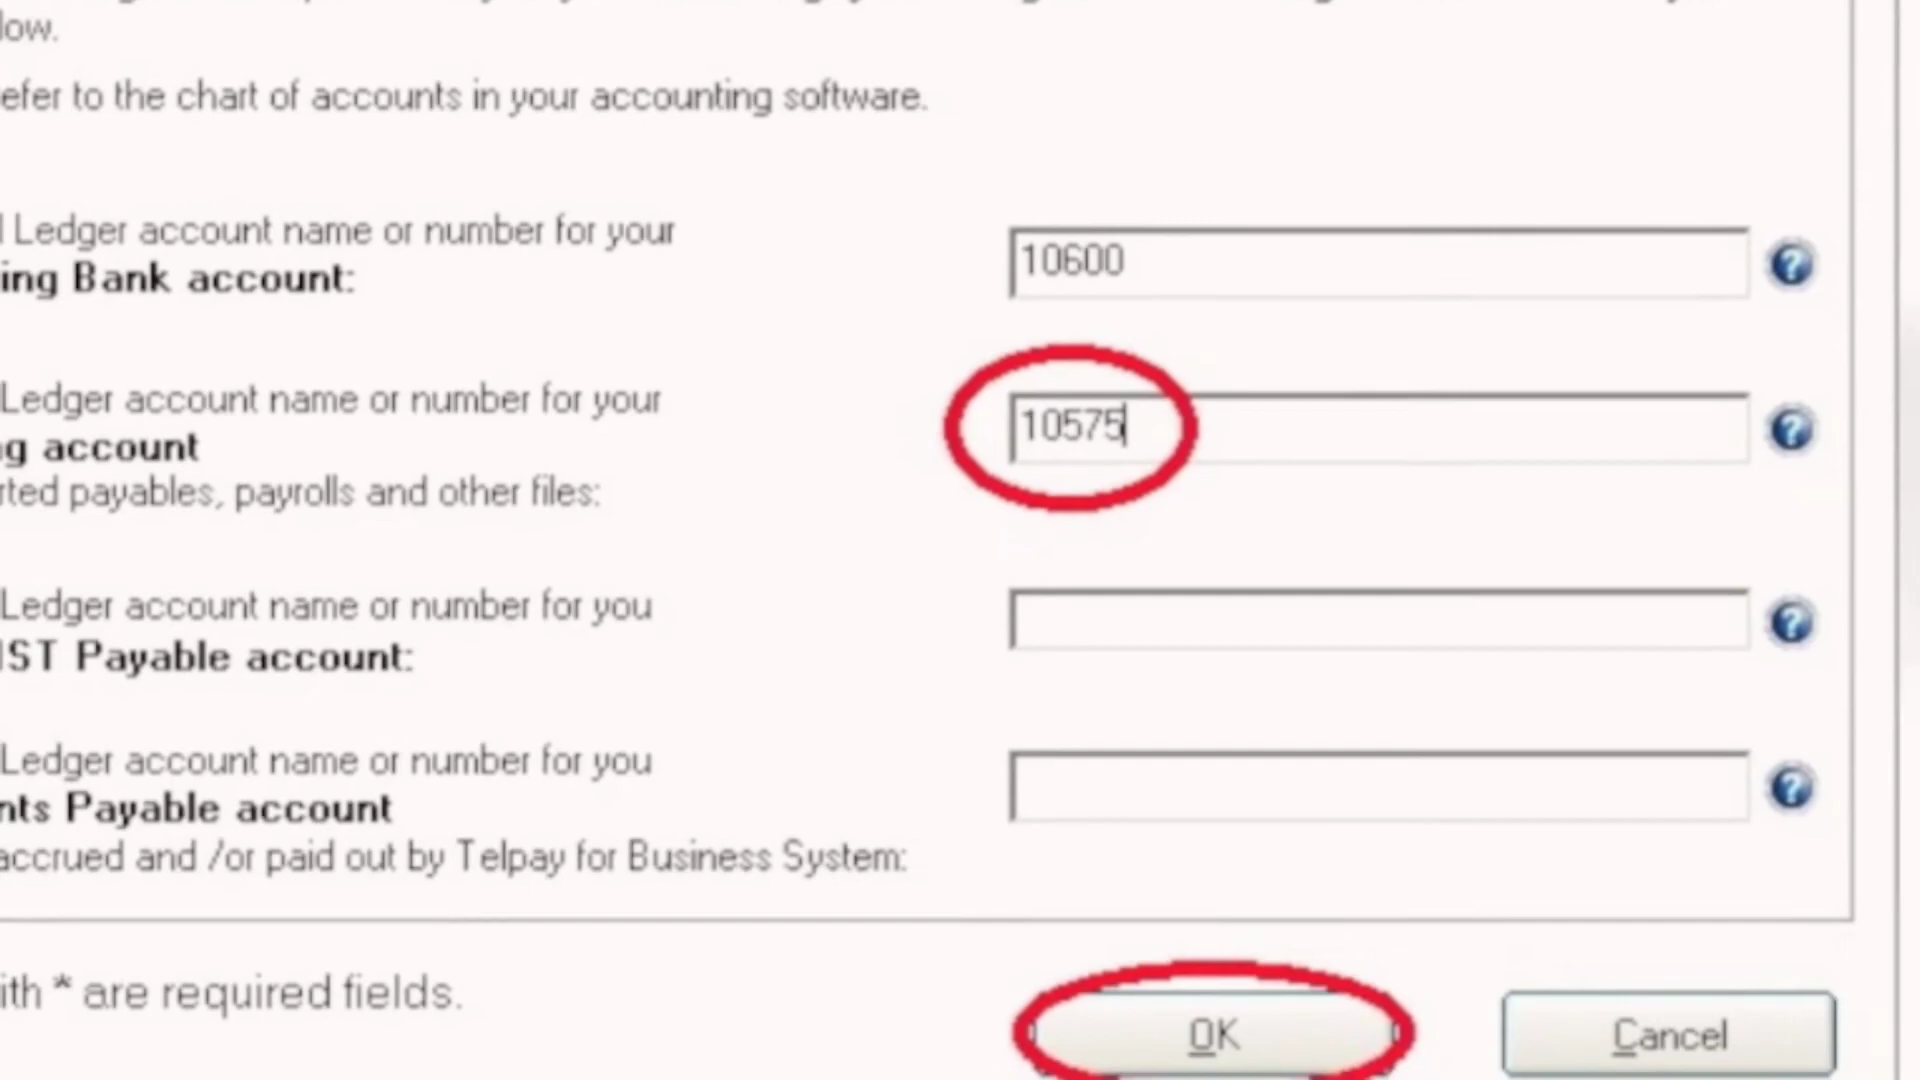 low.
efer to the chart of accounts in your accounting software.
Ledger account name or number for your
ing Bank account:
10600
Ledger account name or number for your
g account
rted payables, payrolls and other files:
10575
Ledger account name or number for you
ST Payable account:
Ledger account name or number for you
nts Payable account
accrued and /or paid out by Telpay for Business System:
ith * are required fields.
OK
Cancel